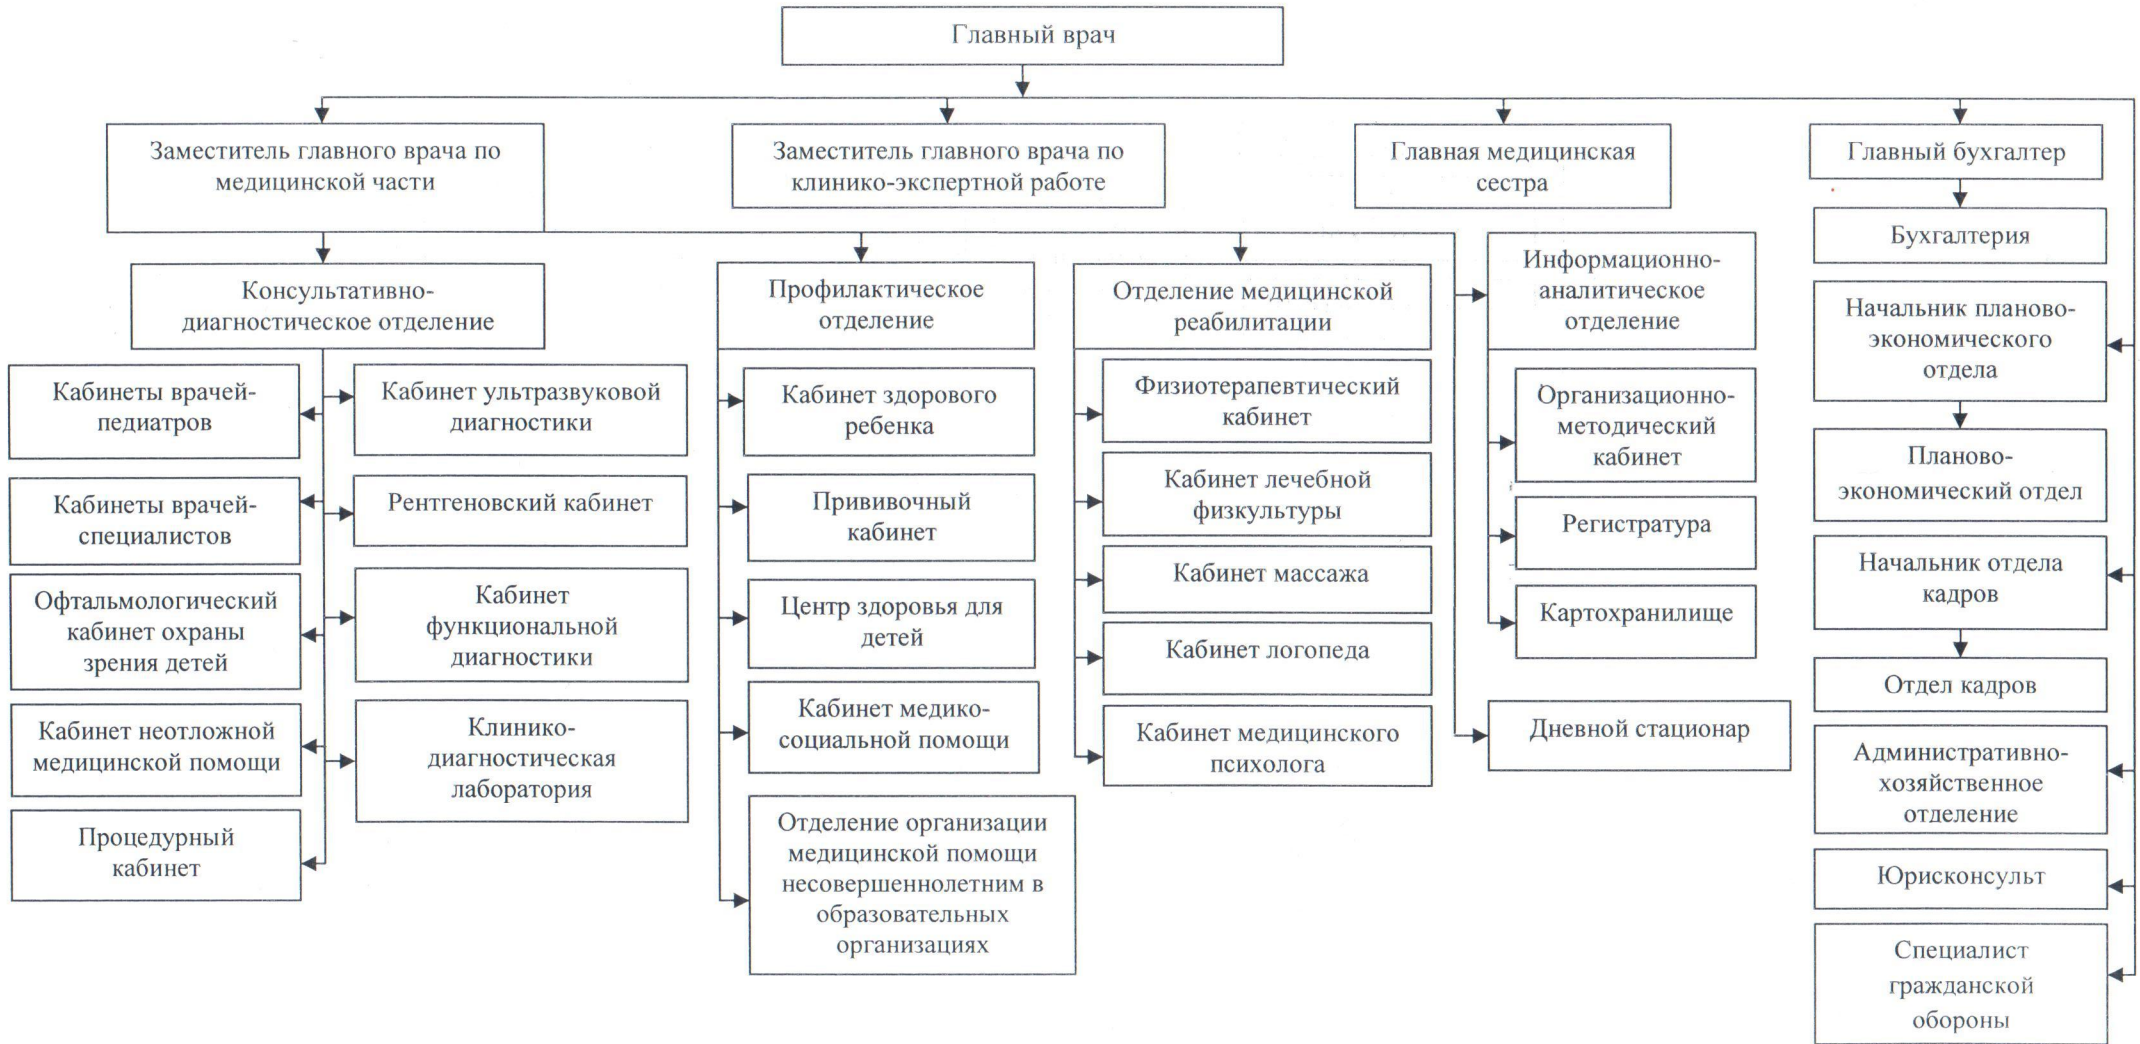 Главный врач
Заместитель главного врача по
медицинской части
Заместитель главного врача по
клинико-экспертной работе
Главная медицинская
сестра
Главный бухгалтер
Бухгалтерия
Консультативно-
диагностическое отделение
Профилактическое
отделение
Отделение медицинской
реабилитации
Информационно-
аналитическое
отделение
Начальник планово-
экономического
отдела
Кабинеты врачей-
педиатров
Кабинеты врачей-
специалистов
Офтальмологический
кабинет охраны
зрения детей
Кабинет неотложной
медицинской помощи
Процедурный
кабинет
Кабинет ультразвуковой
диагностики
Рентгеновский кабинет
Кабинет
функциональной
диагностики
Клинико-
диагностическая
лаборатория
Кабинет здорового
ребенка
Прививочный
кабинет
Центр здоровья для
детей
Кабинет медико-
социальной помощи
Отделение организации
медицинской помощи
несовершеннолетним в
образовательных
организациях
Физиотерапевтический
кабинет
Кабинет лечебной
физкультуры
Кабинет массажа
Кабинет логопеда
Кабинет медицинского
психолога
Организационно-
методический
кабинет
Регистратура
Картохранилище
Дневной стационар
Планово-
экономический отдел
Начальник отдела
кадров
Отдел кадров
Административно-
хозяйственное
отделение
Юрисконсульт
Специалист
гражданской
обороны